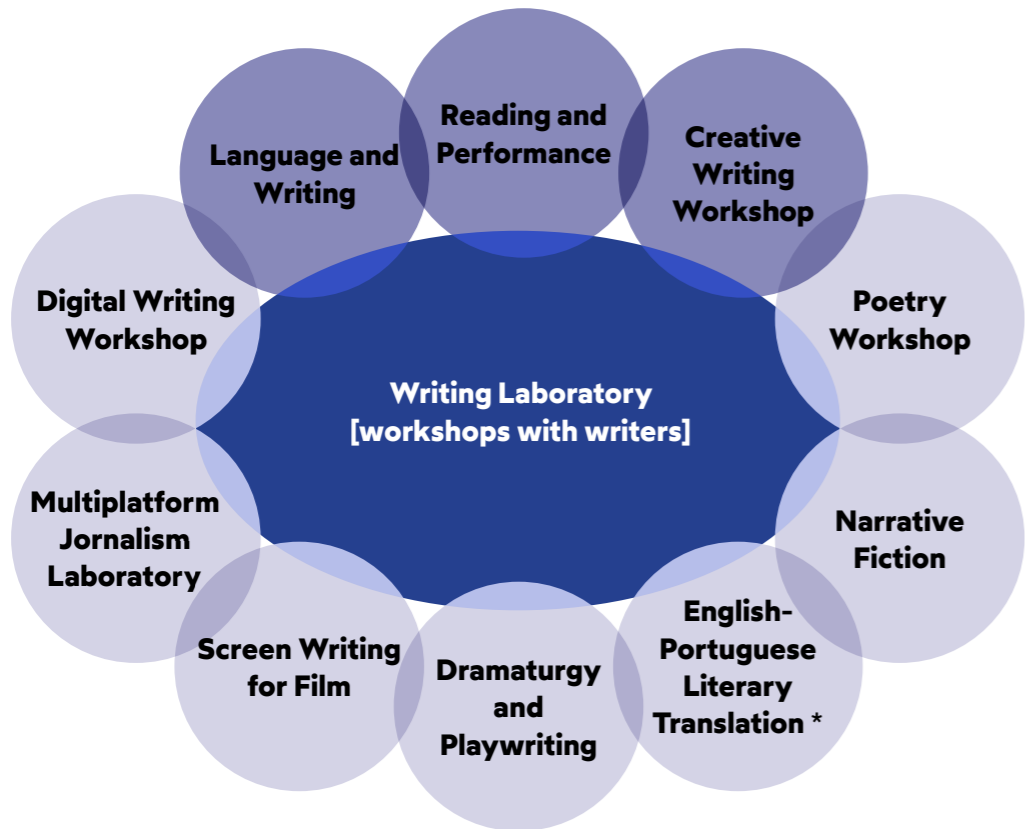 Reading and
Performance
Language and
Writing
Creative
Writing
Workshop
Digital Writing
Workshop
Poetry
Workshop
Writing Laboratory
[workshops with writers]
Multiplatform
Jornalism
Laboratory
Narrative
Fiction
Screen Writing
for Film
Dramaturgy
and
Playwriting
English-
Portuguese
Literary
Translation *